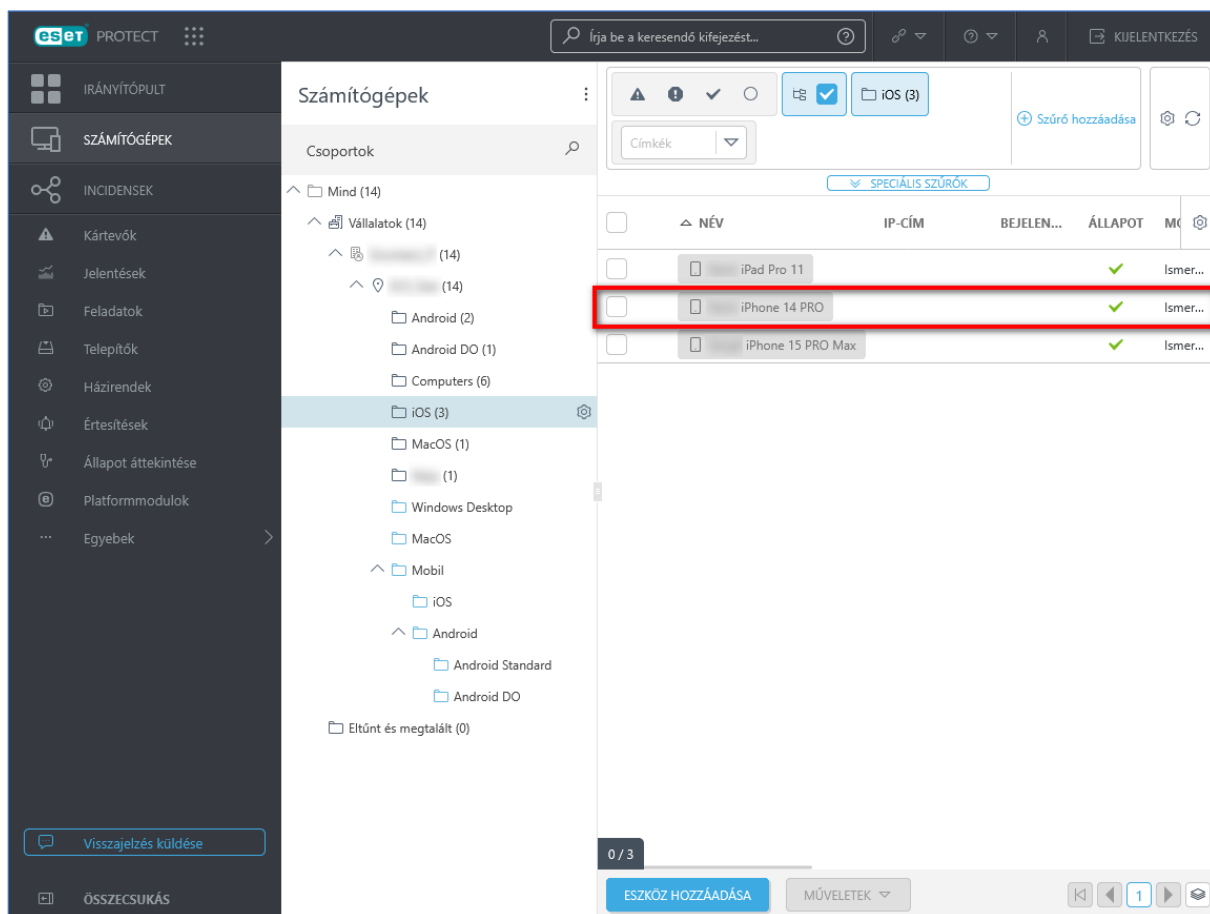 eset PROTECT
Írja be a keresendő kifejezést...
KIJELENTKEZÉS
IRÁNYÍTÓPULT
SZÁMÍTÓGÉPEK
INCIDENSEK
Kártevők
Jelentések
Feladatok
Telepítők
Házirendek
Értesítések
Állapot áttekintése
Platformmodulok
Egyebek
Visszajelzés küldése
ÖSSZECSUKÁS
Számítógépek
Csoportok
Mind (14)
Vállalatok (14)
(14)
(14)
Android (2)
Android DO (1)
Computers (6)
iOS (3)
MacOS (1)
(1)
Windows Desktop
MacOS
Mobil
iOS
Android
Android Standard
Android DO
Eltűnt és megtalált (0)
iOS (3)
Szűrő hozzáadása
Címkék
SPECIÁLIS SZŰRŐK
NÉV IP-CÍM BEJELEN... ÁLLAPOT
iPad Pro 11 Ismer...
iPhone 14 PRO Ismer...
iPhone 15 PRO Max Ismer...
0 / 3
ESZKÖZ HOZZÁADÁSA MŰVELETEK 1